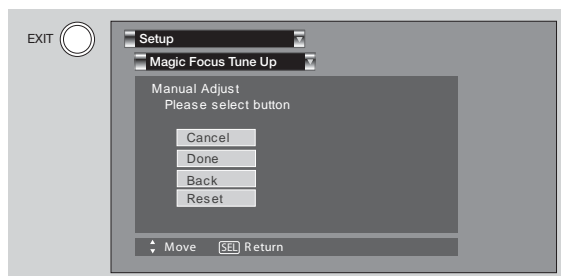 EXIT
Setup
Magic Focus Tune Up
Manual Adjust
Please select button
Cancel
Done
Back
Reset
Move SEL Return